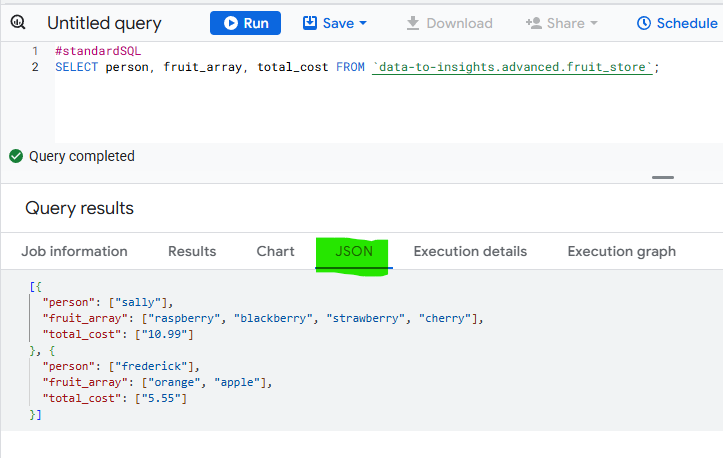 Untitled query Run Save Download Share Schedule
1 #standardSQL
2 SELECT person, fruit_array, total_cost FROM `data-to-insights.advanced.fruit_store`;
Query completed
Query results
Job information Results Chart JSON Execution details Execution graph
[{
"person": ["sally"],
"fruit_array": ["raspberry", "blackberry", "strawberry", "cherry"],
"total_cost": ["10.99"]
}, {
"person": ["frederick"],
"fruit_array": ["orange", "apple"],
"total_cost": ["5.55"]
}]